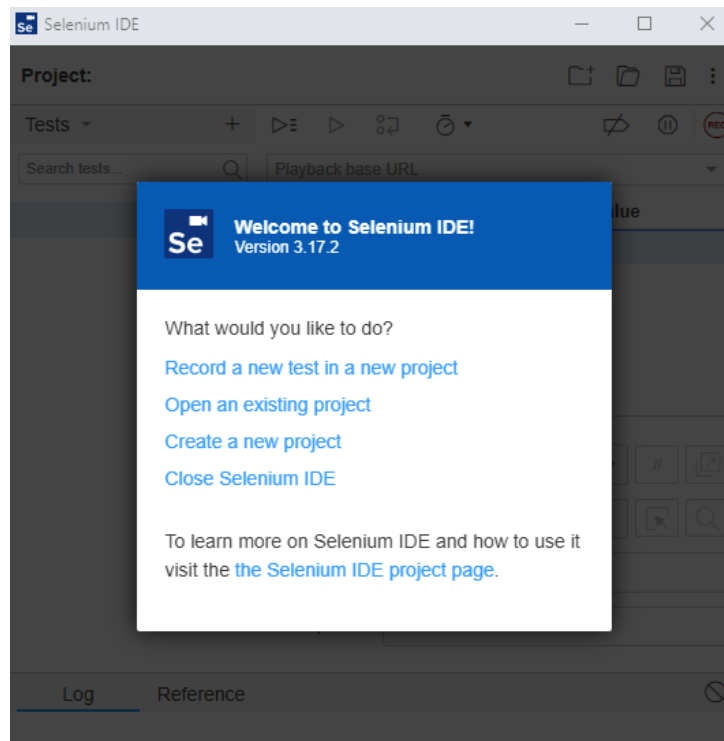 Se Selenium IDE
Project:
Tests
Search tests...
Playback base URL
lue
Se
Welcome to Selenium IDE!
Version 3.17.2
What would you like to do?
Record a new test in a new project
Open an existing project
Create a new project
Close Selenium IDE
To learn more on Selenium IDE and how to use it
visit the the Selenium IDE project page.
//
Log Reference
REC